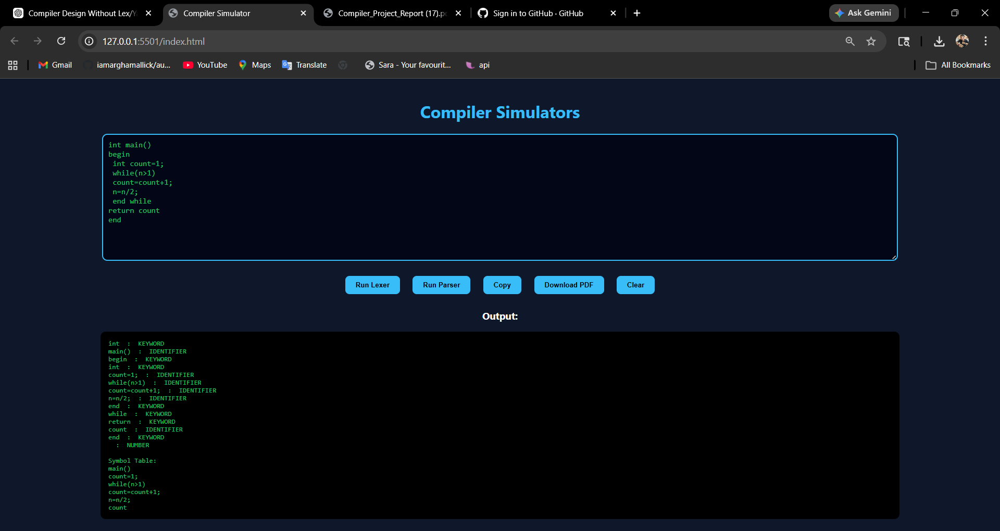 Compiler Design Without Lex/Y
Compiler Simulator
Compiler_Project_Report (17).p
Sign in to GitHub · GitHub
Ask Gemini
127.0.0.1:5501/index.html
Gmail
iamarghamallick/au...
YouTube
Maps
Translate
Sara - Your favourit...
api
All Bookmarks
Compiler Simulators
int main()
begin
 int count=1;
 while(n>1)
 count=count+1;
 n=n/2;
 end while
return count
end
Run Lexer
Run Parser
Copy
Download PDF
Clear
Output:
int  :  KEYWORD
main()  :  IDENTIFIER
begin  :  KEYWORD
int  :  KEYWORD
count=1;  :  IDENTIFIER
while(n>1)  :  IDENTIFIER
count=count+1;  :  IDENTIFIER
n=n/2;  :  IDENTIFIER
end  :  KEYWORD
while  :  KEYWORD
return  :  KEYWORD
count  :  IDENTIFIER
end  :  KEYWORD
  :  NUMBER
Symbol Table:
main()
count=1;
while(n>1)
count=count+1;
n=n/2;
count